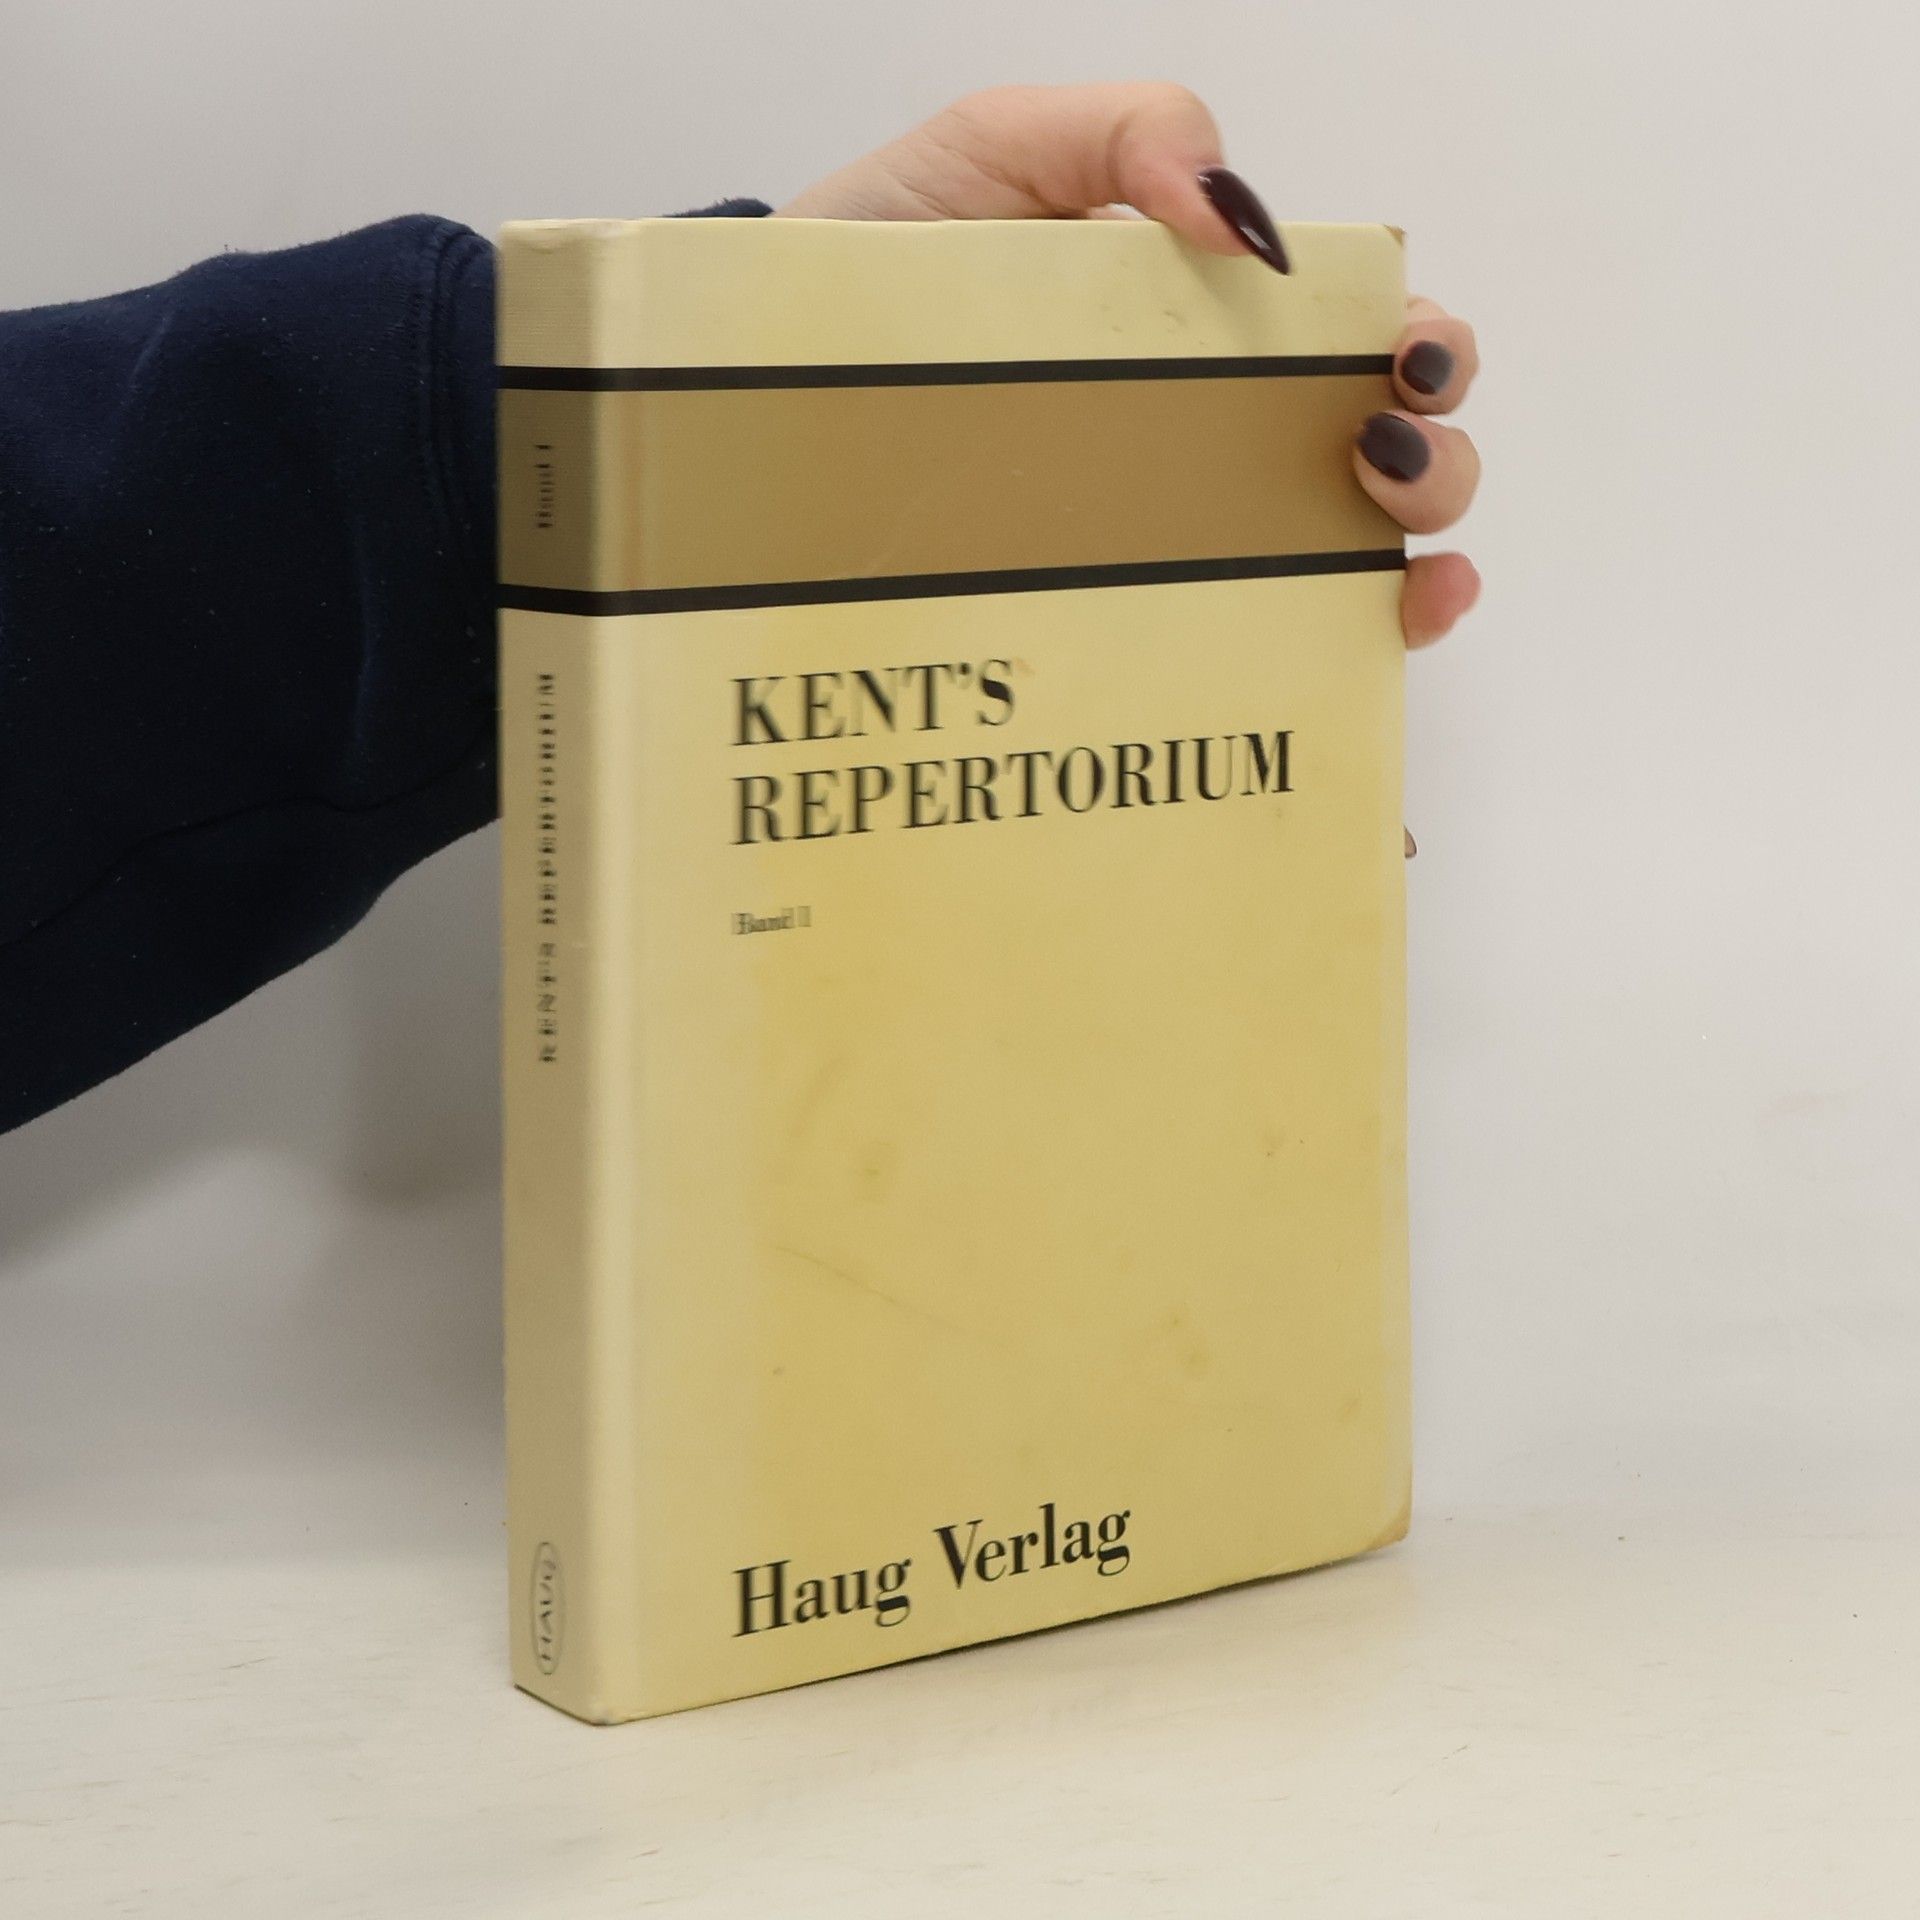 KENT'S
REPERTORIUM
Band I
Haug Verlag
Band I
KENT'S REPERTORIUM
HAUG